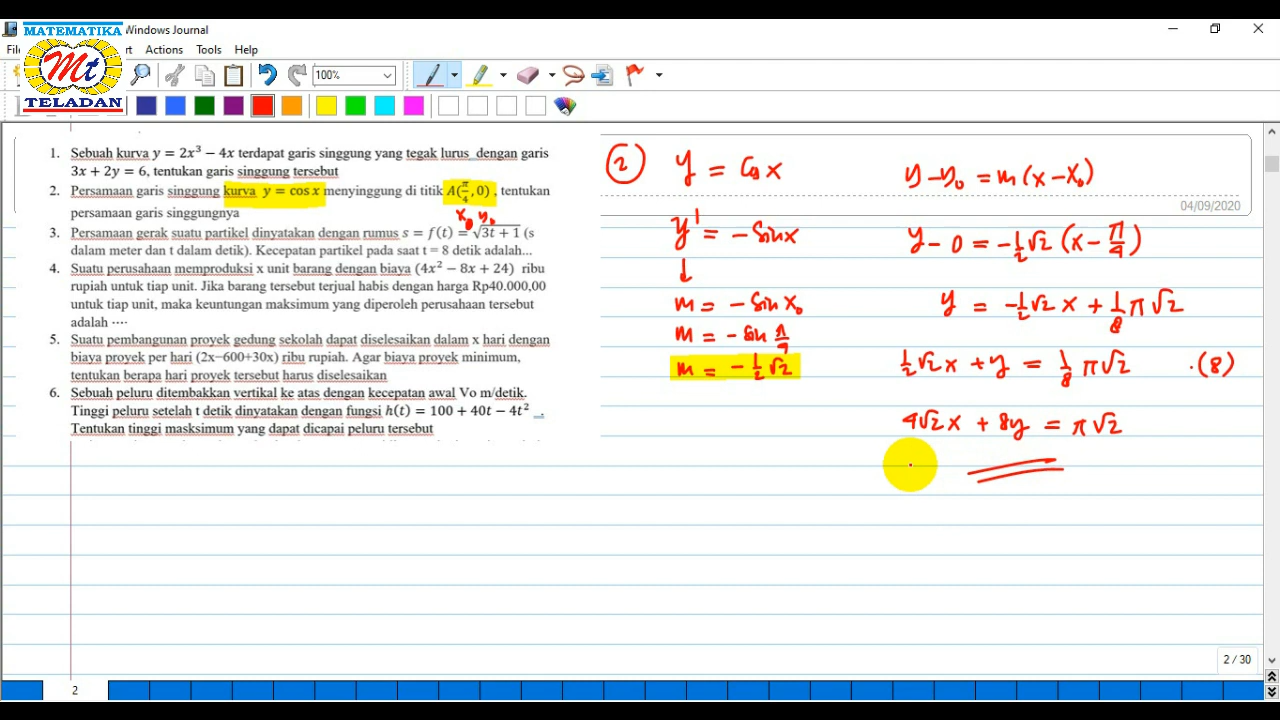 MATEMATIKA
Mt
TELADAN
Windows Journal
File
Actions
Tools
Help
100%
1. Sebuah kurva y = 2x³ − 4x terdapat garis singgung yang tegak lurus dengan garis
3x + 2y = 6, tentukan garis singgung tersebut
2. Persamaan garis singgung kurva y = cos x menyinggung di titik A(π/4, 0) , tentukan
persamaan garis singgungnya
x₀ y₀
3. Persamaan gerak suatu partikel dinyatakan dengan rumus s = f(t) = √3t + 1 (s
dalam meter dan t dalam detik). Kecepatan partikel pada saat t = 8 detik adalah...
4. Suatu perusahaan memproduksi x unit barang dengan biaya (4x² − 8x + 24) ribu
rupiah untuk tiap unit. Jika barang tersebut terjual habis dengan harga Rp40.000,00
untuk tiap unit, maka keuntungan maksimum yang diperoleh perusahaan tersebut
adalah ....
5. Suatu pembangunan proyek gedung sekolah dapat diselesaikan dalam x hari dengan
biaya proyek per hari (2x−600+30x) ribu rupiah. Agar biaya proyek minimum,
tentukan berapa hari proyek tersebut harus diselesaikan
6. Sebuah peluru ditembakkan vertikal ke atas dengan kecepatan awal Vo m/detik.
Tinggi peluru setelah t detik dinyatakan dengan fungsi h(t) = 100 + 40t − 4t² .
Tentukan tinggi masksimum yang dapat dicapai peluru tersebut
② y = Cos x
y' = − Sin x
↓
m = − Sin x₀
m = − Sin π/4
m = − ½√2
y − y₀ = m (x − x₀)
04/09/2020
y − 0 = −½√2 (x − π/4)
y = −½√2 x + ⅛ π√2
½√2 x + y = ⅛ π√2 .(8)
4√2 x + 8y = π√2
2 / 30
2